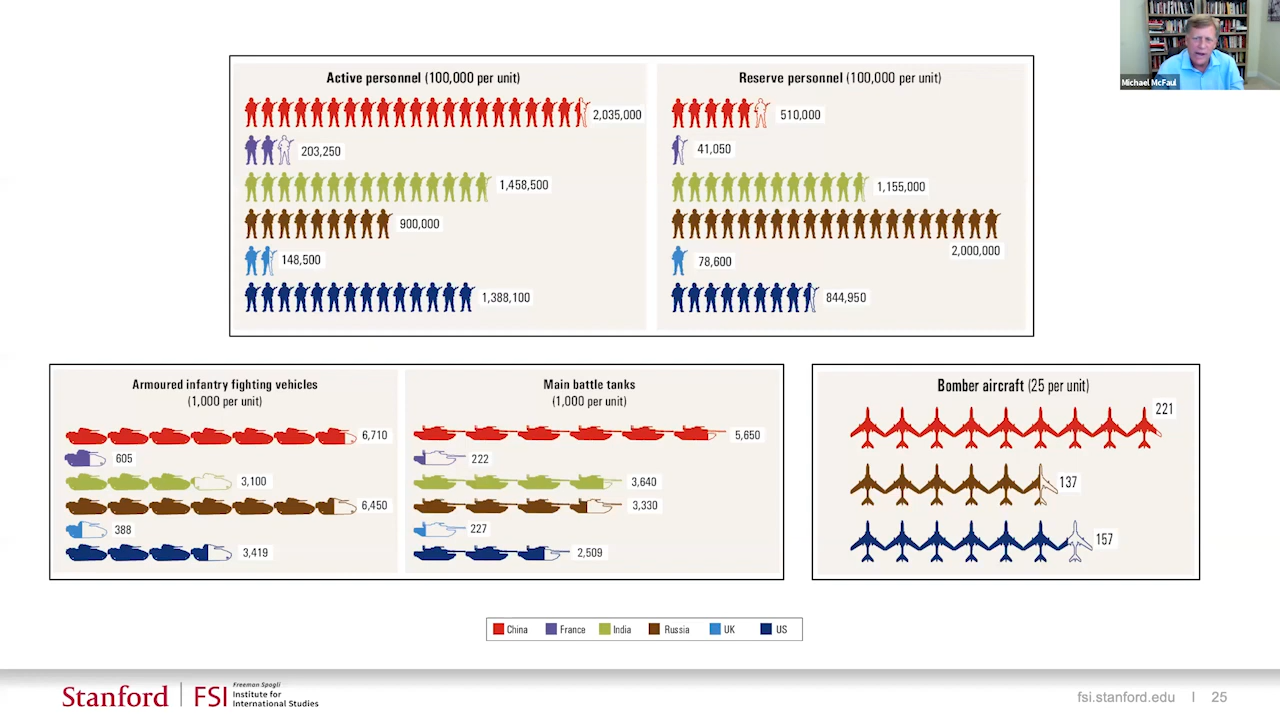 Michael McFaul
Active personnel (100,000 per unit)
2,035,000
203,250
1,458,500
900,000
148,500
1,388,100
Reserve personnel (100,000 per unit)
510,000
41,050
1,155,000
2,000,000
78,600
844,950
Armoured infantry fighting vehicles
(1,000 per unit)
6,710
605
3,100
6,450
388
3,419
Main battle tanks
(1,000 per unit)
5,650
222
3,640
3,330
227
2,509
Bomber aircraft (25 per unit)
221
137
157
China France India Russia UK US
Stanford FSI Freeman Spogli
Institute for
International Studies
fsi.stanford.edu I 25